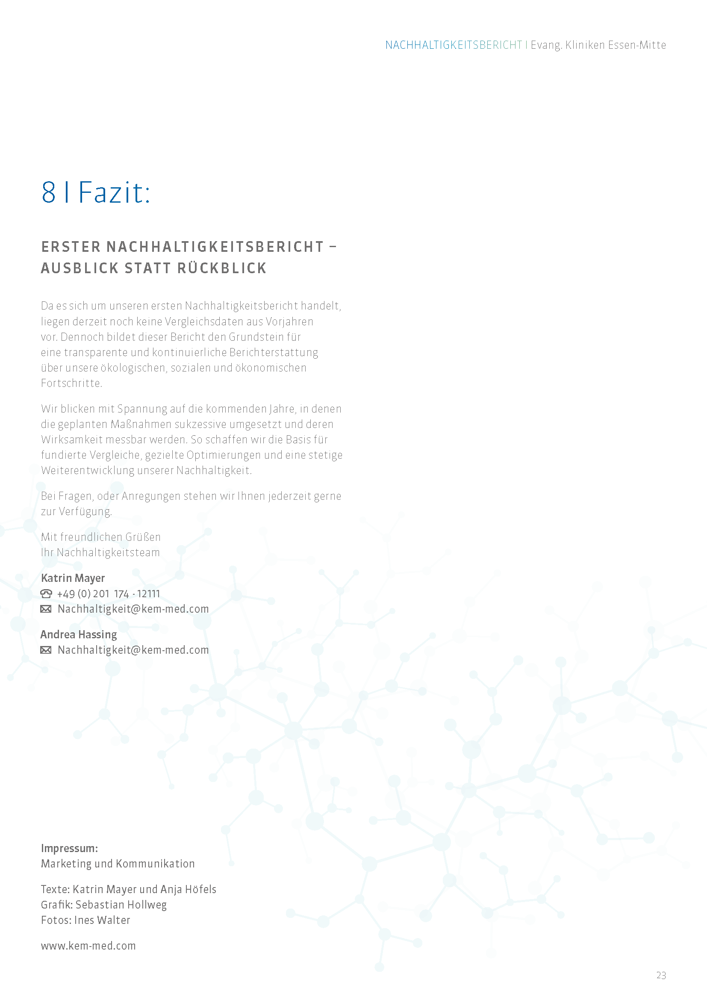 NACHHALTIGKEITSBERICHT I Evang. Kliniken Essen-Mitte
8 I Fazit:
ERSTER NACHHALTIGKEITSBERICHT –
AUSBLICK STATT RÜCKBLICK
Da es sich um unseren ersten Nachhaltigkeitsbericht handelt,
liegen derzeit noch keine Vergleichsdaten aus Vorjahren
vor. Dennoch bildet dieser Bericht den Grundstein für
eine transparente und kontinuierliche Berichterstattung
über unsere ökologischen, sozialen und ökonomischen
Fortschritte.
Wir blicken mit Spannung auf die kommenden Jahre, in denen
die geplanten Maßnahmen sukzessive umgesetzt und deren
Wirksamkeit messbar werden. So schaffen wir die Basis für
fundierte Vergleiche, gezielte Optimierungen und eine stetige
Weiterentwicklung unserer Nachhaltigkeit.
Bei Fragen, oder Anregungen stehen wir Ihnen jederzeit gerne
zur Verfügung.
Mit freundlichen Grüßen
Ihr Nachhaltigkeitsteam
Katrin Mayer
+49 (0) 201 174 - 12111
Nachhaltigkeit@kem-med.com
Andrea Hassing
Nachhaltigkeit@kem-med.com
Impressum:
Marketing und Kommunikation
Texte: Katrin Mayer und Anja Höfels
Grafik: Sebastian Hollweg
Fotos: Ines Walter
www.kem-med.com
23